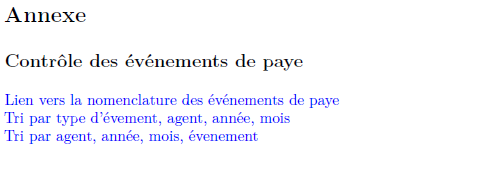 Annexe
Contrôle des événements de paye
Lien vers la nomenclature des événements de paye
Tri par type d'évement, agent, année, mois
Tri par agent, année, mois, évenement